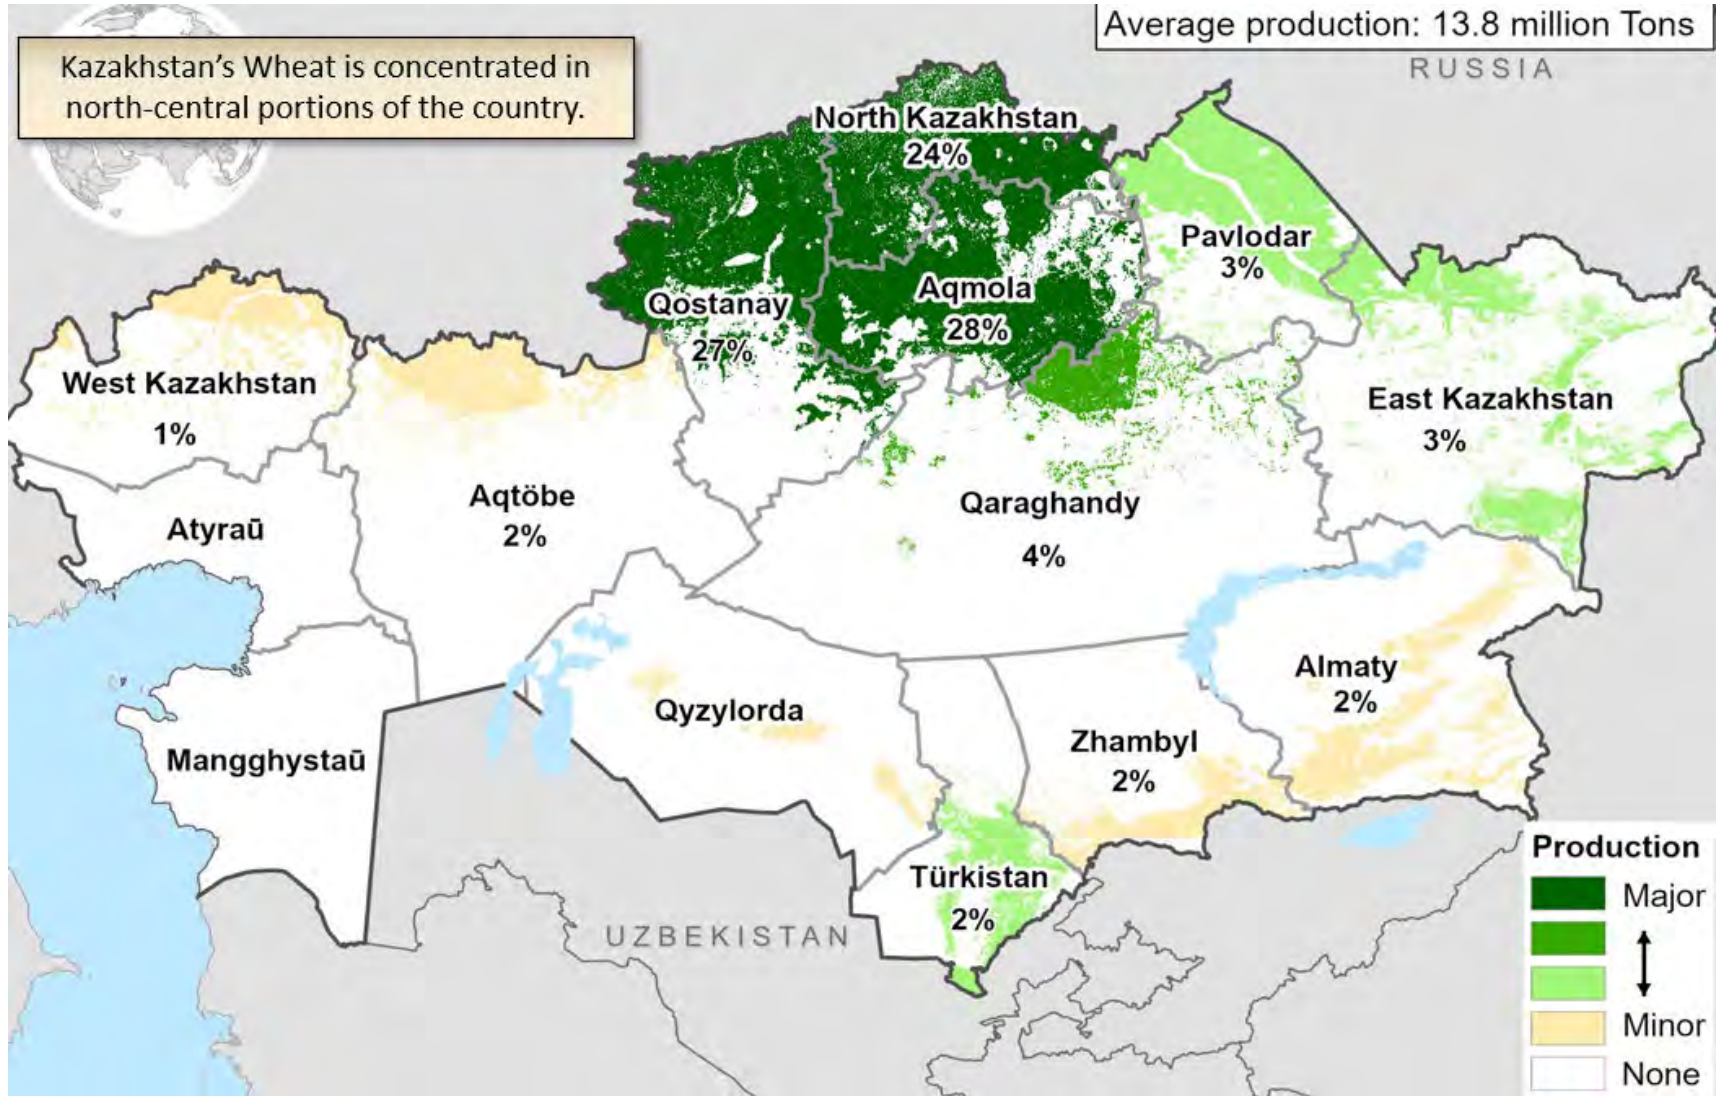 Average production: 13.8 million Tons
Kazakhstan's Wheat is concentrated in
north-central portions of the country.
RUSSIA
North Kazakhstan
24%
Pavlodar
3%
Qostanay
27%
Aqmola
28%
West Kazakhstan
1%
East Kazakhstan
3%
Aqtöbe
2%
Qaraghandy
4%
Atyraū
Almaty
2%
Qyzylorda
Zhambyl
2%
Mangghystaū
Türkistan
2%
UZBEKISTAN
Production
Major
Minor
None